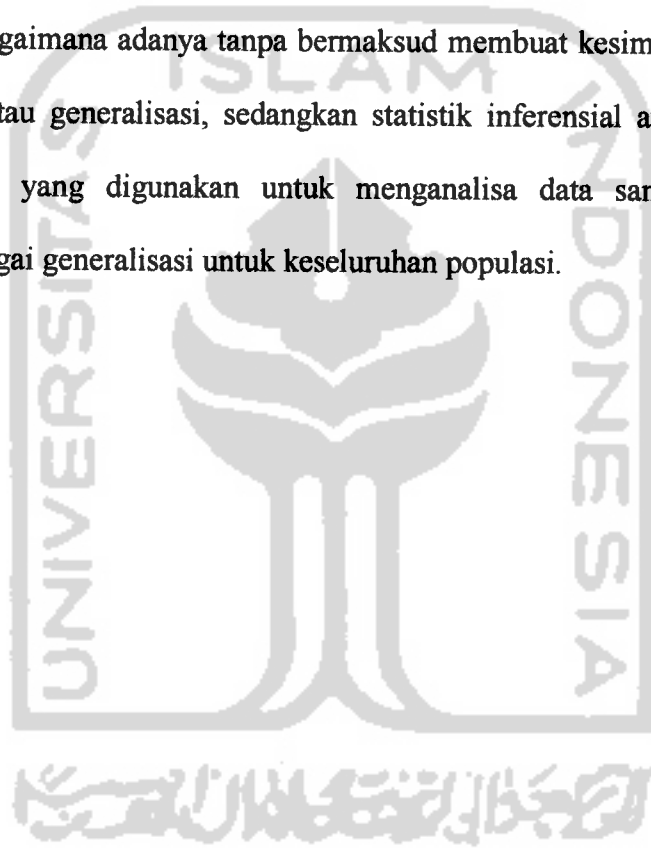 gaimana adanya tanpa bermaksud membuat kesim
tau generalisasi, sedangkan statistik inferensial a
yang digunakan untuk menganalisa data sar
gai generalisasi untuk keseluruhan populasi.
ISLAM
UNIVERSITAS
INDONESIA